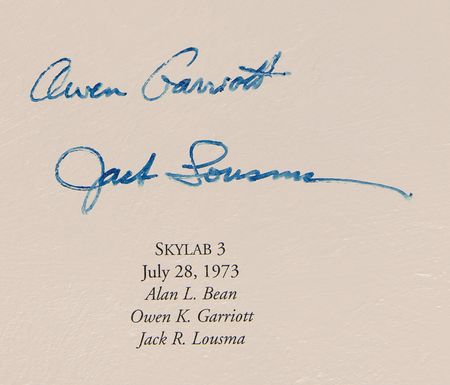 Owen Garriott
Jack Lousma
SKYLAB 3
July 28, 1973
Alan L. Bean
Owen K. Garriott
Jack R. Lousma